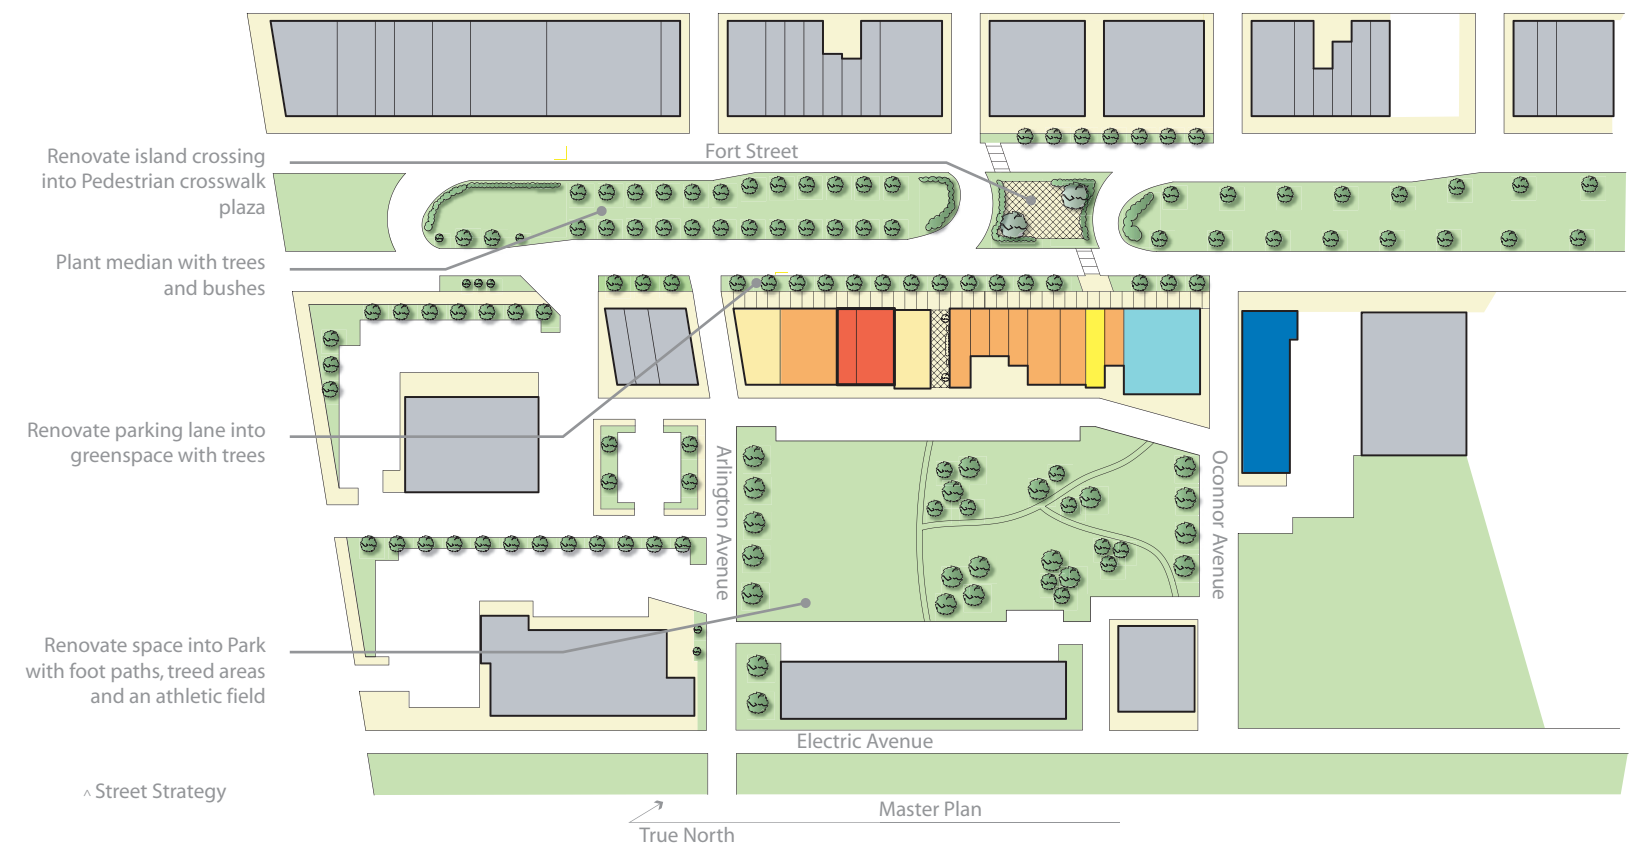 Fort Street
Renovate island crossing
into Pedestrian crosswalk
plaza
Plant median with trees
and bushes
Renovate parking lane into
greenspace with trees
Arlington Avenue
Oconnor Avenue
Renovate space into Park
with foot paths, treed areas
and an athletic field
Electric Avenue
^ Street Strategy
Master Plan
True North